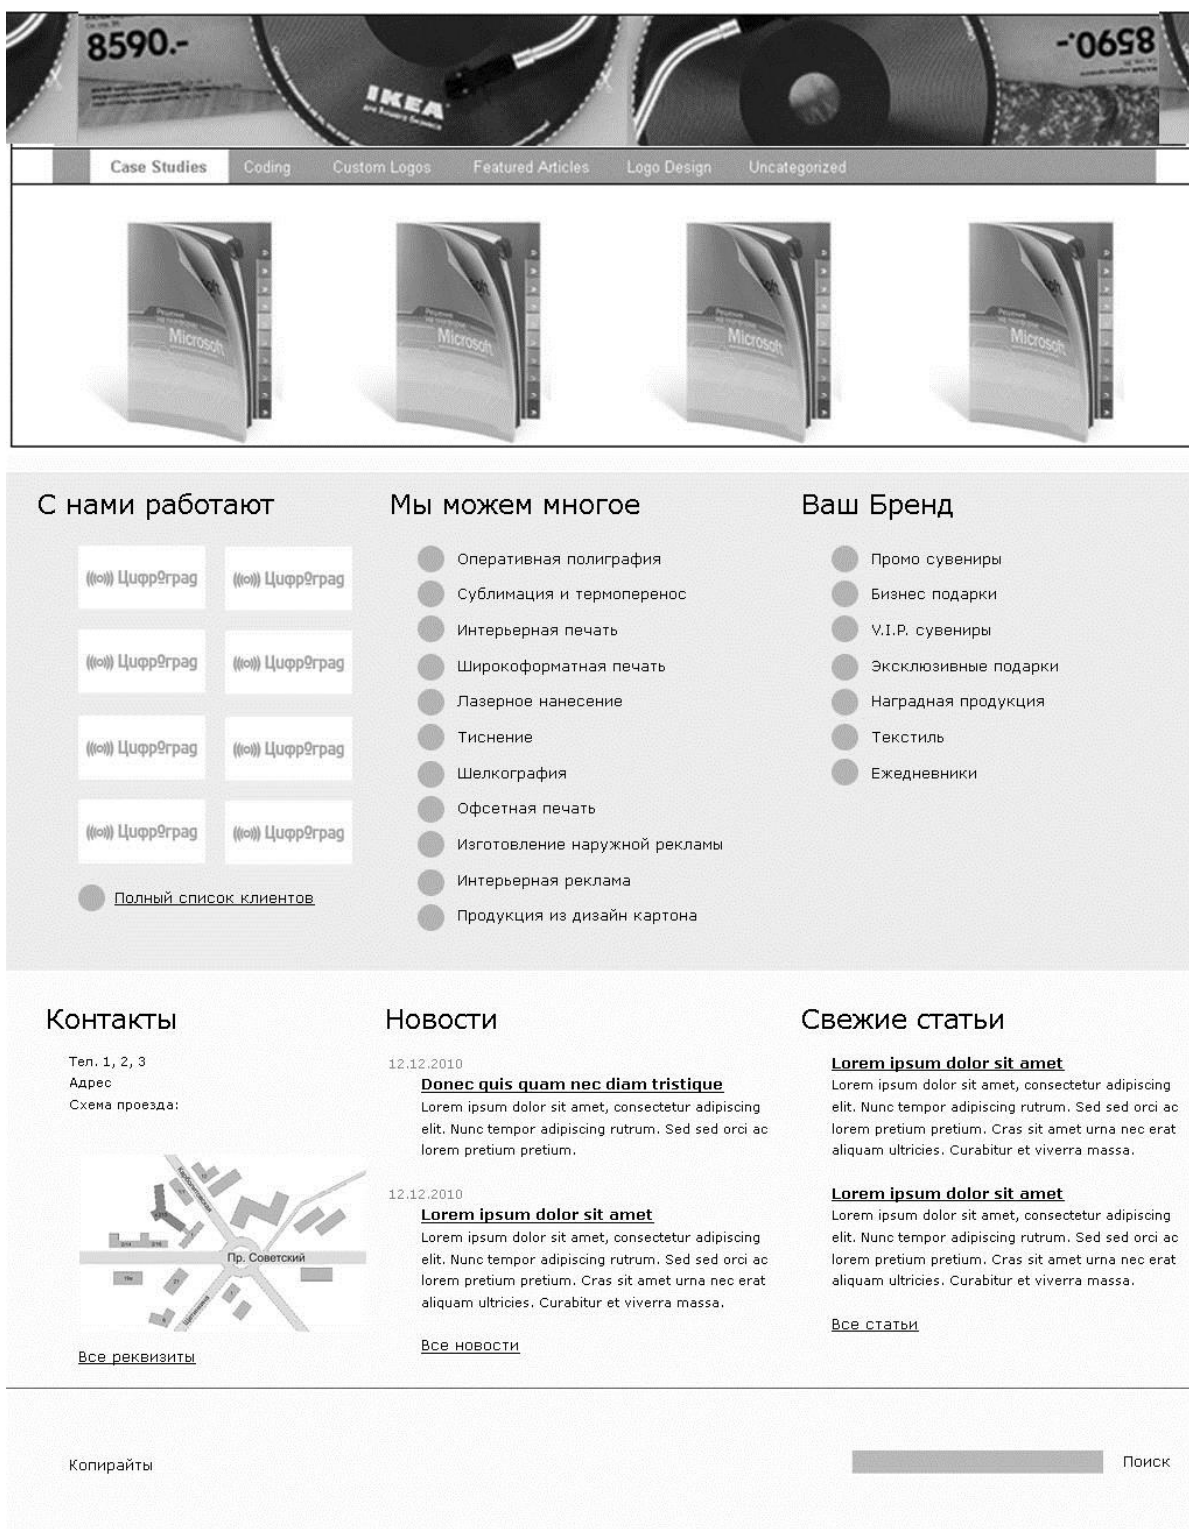 8590.-
IKEA
8590.-
Case Studies Coding Custom Logos Featured Articles Logo Design Uncategorized
Решения
на платформе
Microsoft
Решения
на платформе
Microsoft
Решения
на платформе
Microsoft
Решения
на платформе
Microsoft
С нами работают
Цифроград Цифроград
Цифроград Цифроград
Цифроград Цифроград
Цифроград Цифроград
Полный список клиентов
Мы можем многое
Оперативная полиграфия
Сублимация и термоперенос
Интерьерная печать
Широкоформатная печать
Лазерное нанесение
Тиснение
Шелкография
Офсетная печать
Изготовление наружной рекламы
Интерьерная реклама
Продукция из дизайн картона
Ваш Бренд
Промо сувениры
Бизнес подарки
V.I.P. сувениры
Эксклюзивные подарки
Наградная продукция
Текстиль
Ежедневники
Контакты
Тел. 1, 2, 3
Адрес
Схема проезда:
Пр. Советский
Все реквизиты
Новости
12.12.2010
Donec quis quam nec diam tristique
Lorem ipsum dolor sit amet, consectetur adipiscing
elit. Nunc tempor adipiscing rutrum. Sed sed orci ac
lorem pretium pretium.
12.12.2010
Lorem ipsum dolor sit amet
Lorem ipsum dolor sit amet, consectetur adipiscing
elit. Nunc tempor adipiscing rutrum. Sed sed orci ac
lorem pretium pretium. Cras sit amet urna nec erat
aliquam ultricies. Curabitur et viverra massa.
Все новости
Свежие статьи
Lorem ipsum dolor sit amet
Lorem ipsum dolor sit amet, consectetur adipiscing
elit. Nunc tempor adipiscing rutrum. Sed sed orci ac
lorem pretium pretium. Cras sit amet urna nec erat
aliquam ultricies. Curabitur et viverra massa.
Lorem ipsum dolor sit amet
Lorem ipsum dolor sit amet, consectetur adipiscing
elit. Nunc tempor adipiscing rutrum. Sed sed orci ac
lorem pretium pretium. Cras sit amet urna nec erat
aliquam ultricies. Curabitur et viverra massa.
Все статьи
Копирайты
Поиск